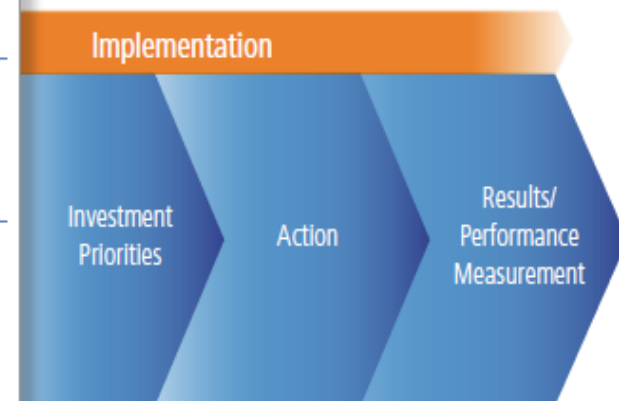 Implementation
Investment
Priorities
Action
Results/
Performance
Measurement